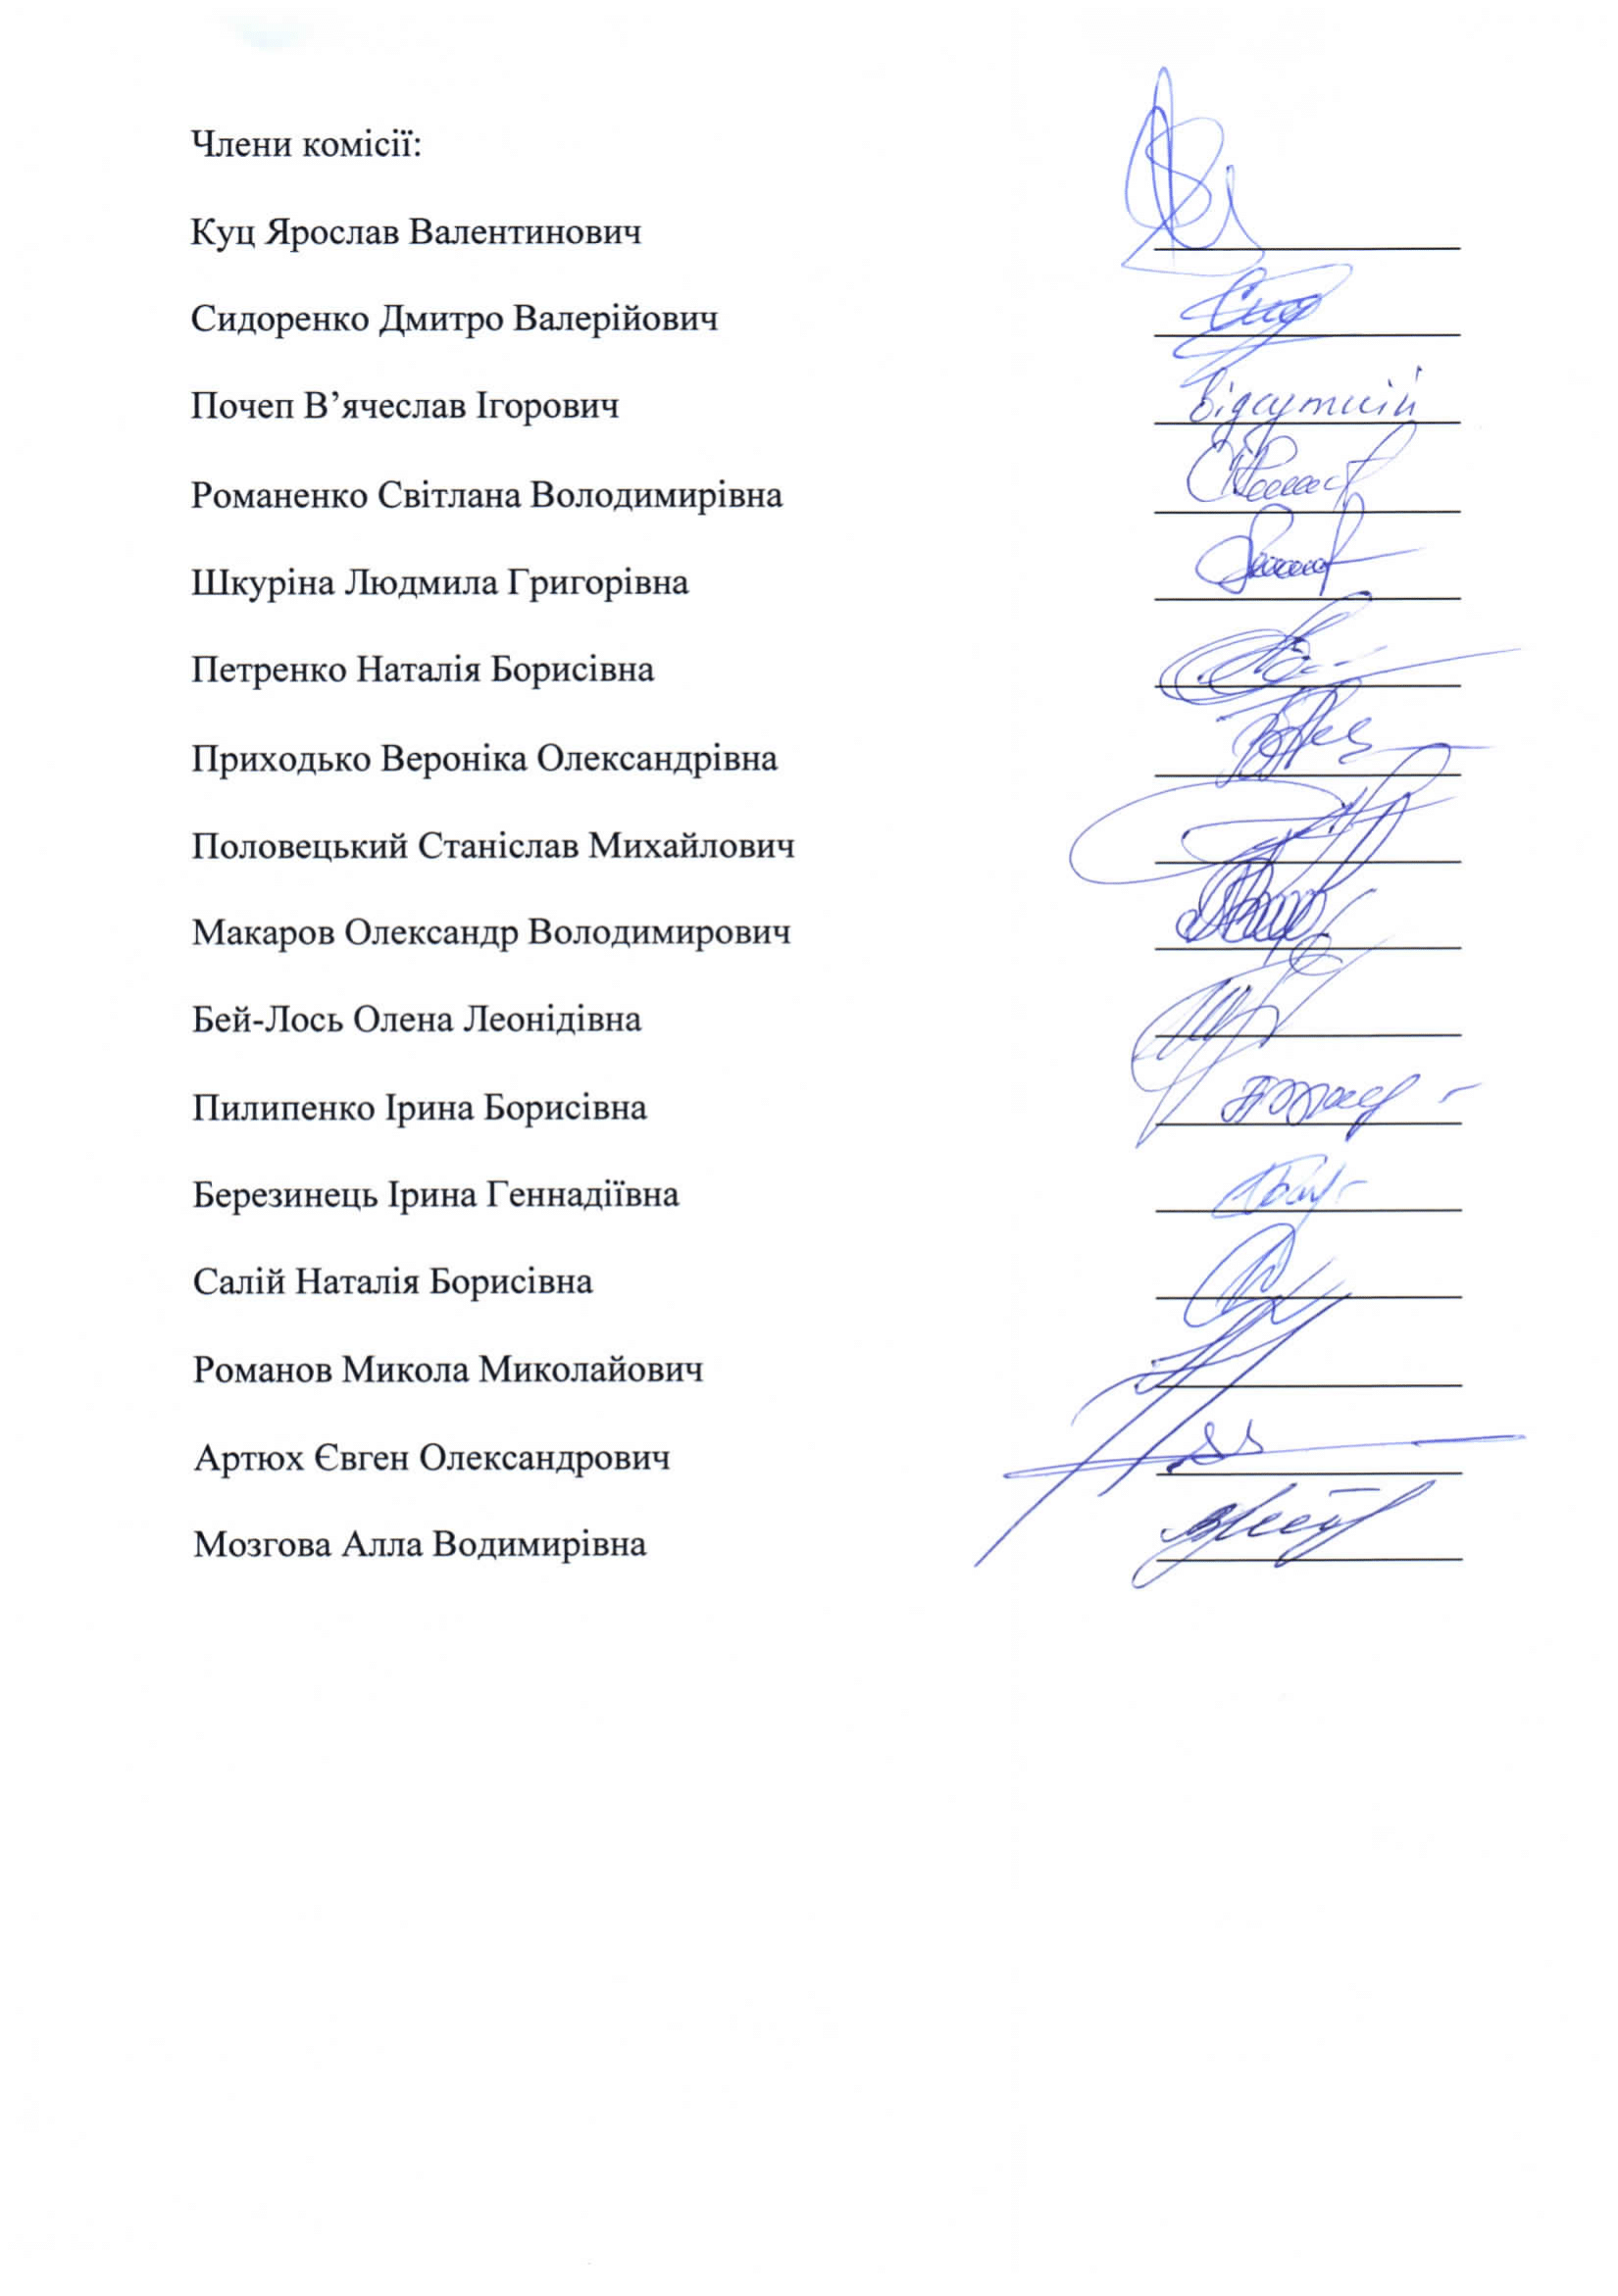 Члени комісії:
Куц Ярослав Валентинович
Сидоренко Дмитро Валерійович
Почеп В’ячеслав Ігорович відсутній
Романенко Світлана Володимирівна
Шкуріна Людмила Григорівна
Петренко Наталія Борисівна
Приходько Вероніка Олександрівна
Половецький Станіслав Михайлович
Макаров Олександр Володимирович
Бей-Лось Олена Леонідівна
Пилипенко Ірина Борисівна
Березинець Ірина Геннадіївна
Салій Наталія Борисівна
Романов Микола Миколайович
Артюх Євген Олександрович
Мозгова Алла Водимирівна